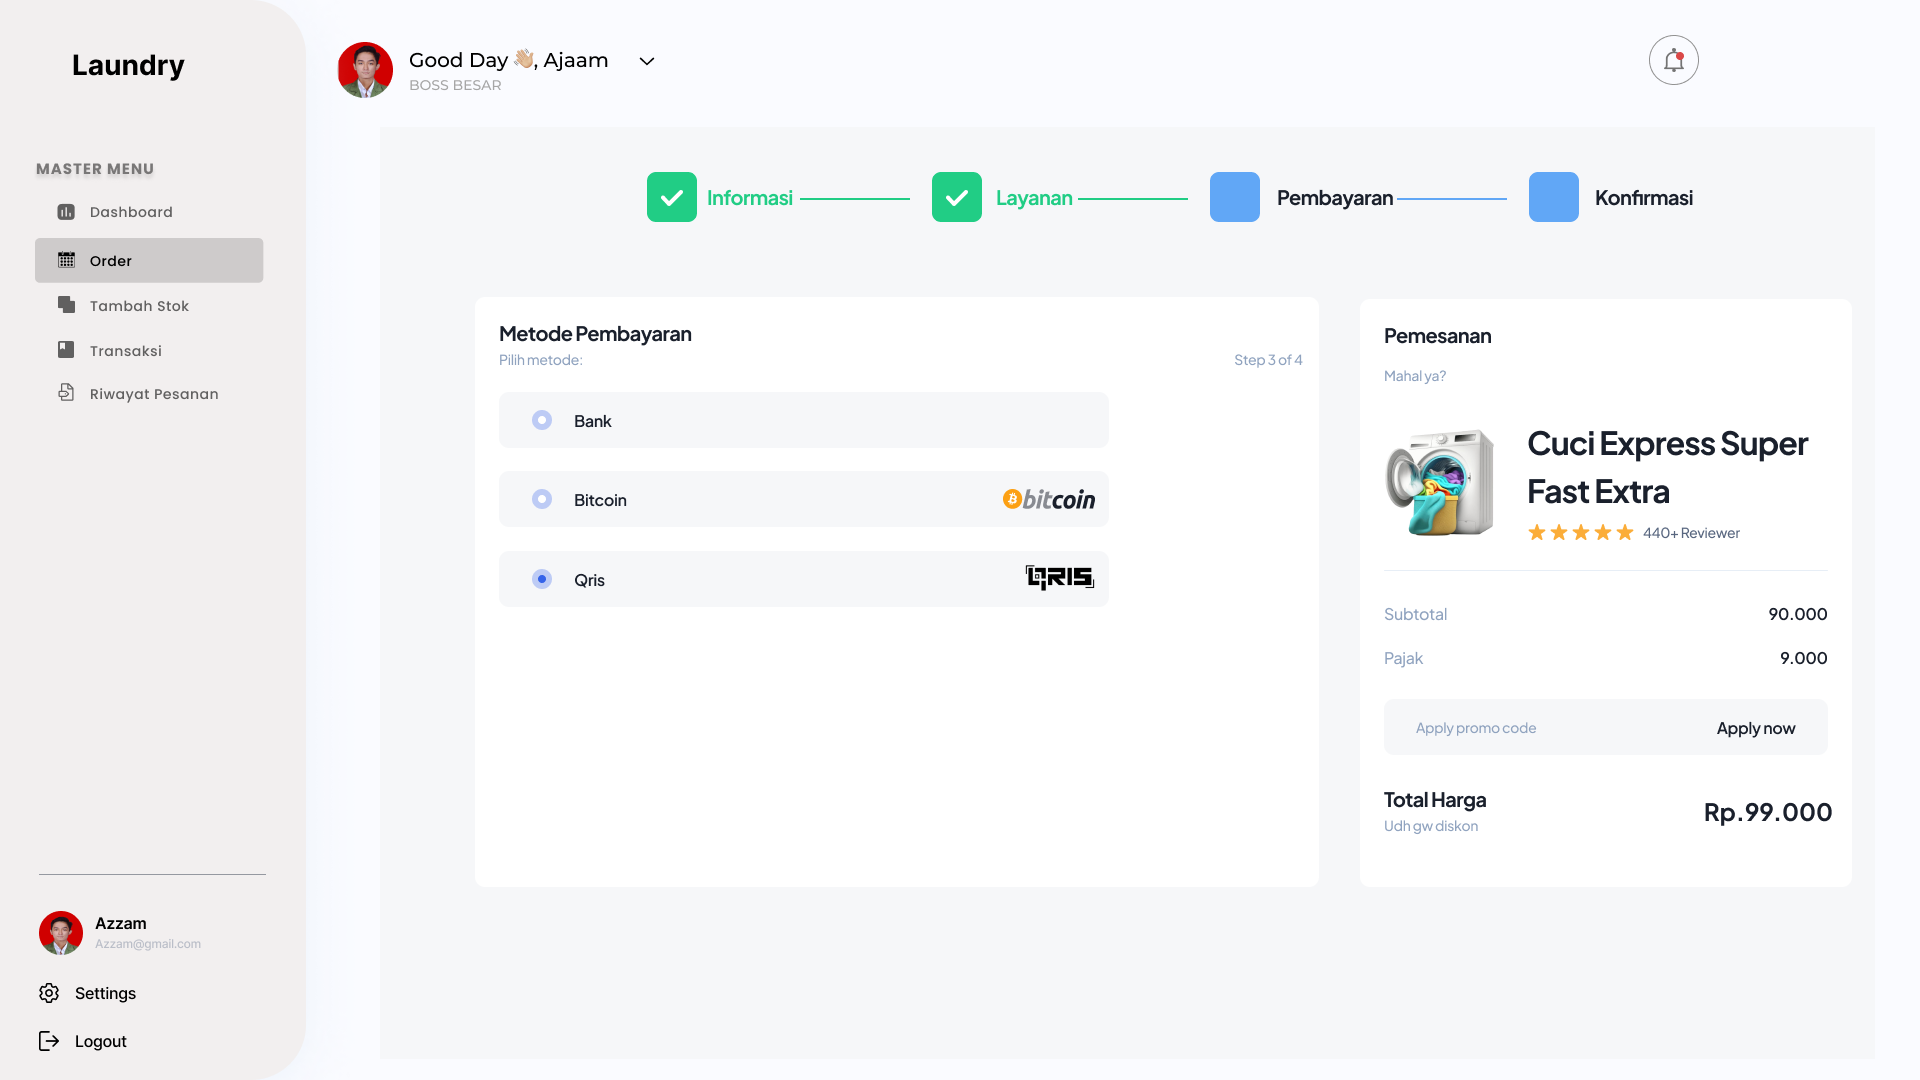 Laundry
MASTER MENU
Dashboard
Order
Tambah Stok
Transaksi
Riwayat Pesanan
Azzam
Azzam@gmail.com
Settings
Logout
Good Day 👋🏼, Ajaam
BOSS BESAR
Informasi
Layanan
Pembayaran
Konfirmasi
Metode Pembayaran
Pilih metode:
Step 3 of 4
Bank
Bitcoin
bitcoin
Qris
QRIS
Pemesanan
Mahal ya?
Cuci Express Super
Fast Extra
440+ Reviewer
Subtotal 90.000
Pajak 9.000
Apply promo code Apply now
Total Harga
Udh gw diskon
Rp.99.000